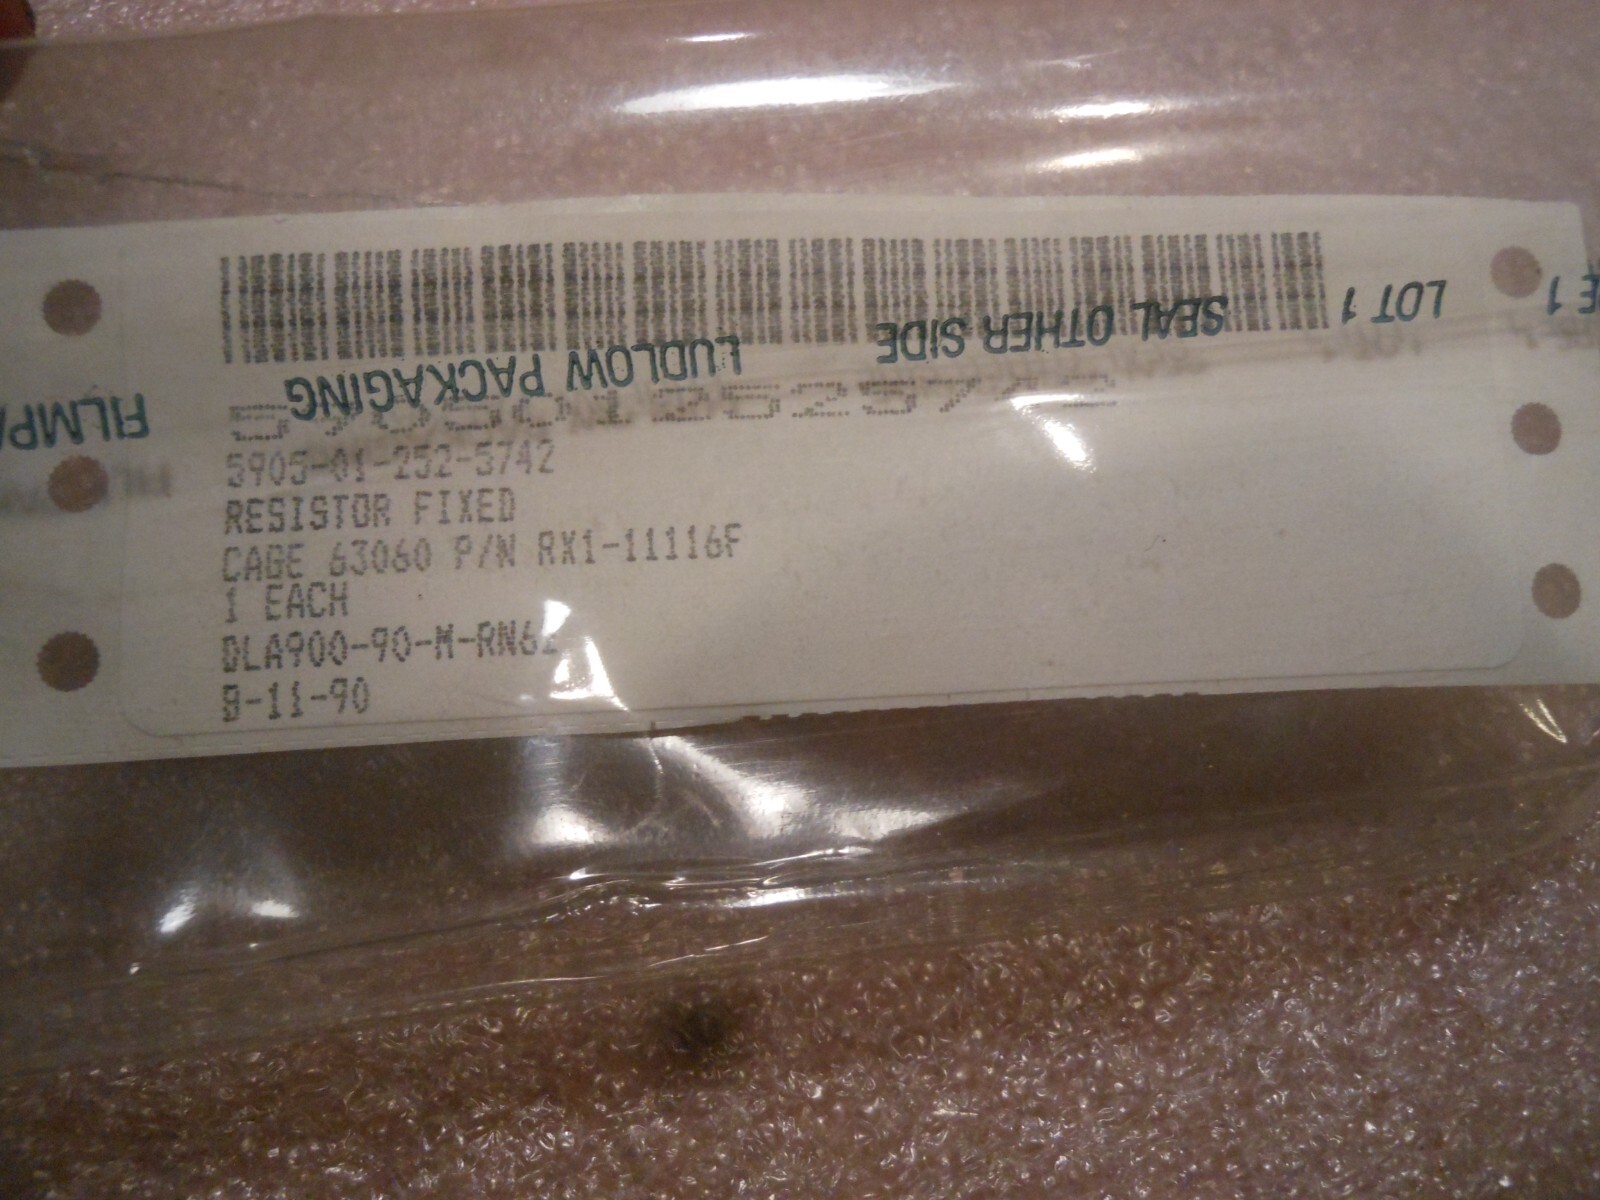 LOT 1
SEAL OTHER SIDE
LUDLOW PACKAGING
5905012525742
5905-01-252-5742
RESISTOR FIXED
CAGE 63060 P/N RX1-11116F
1 EACH
DLA900-90-M-RN62
8-11-90